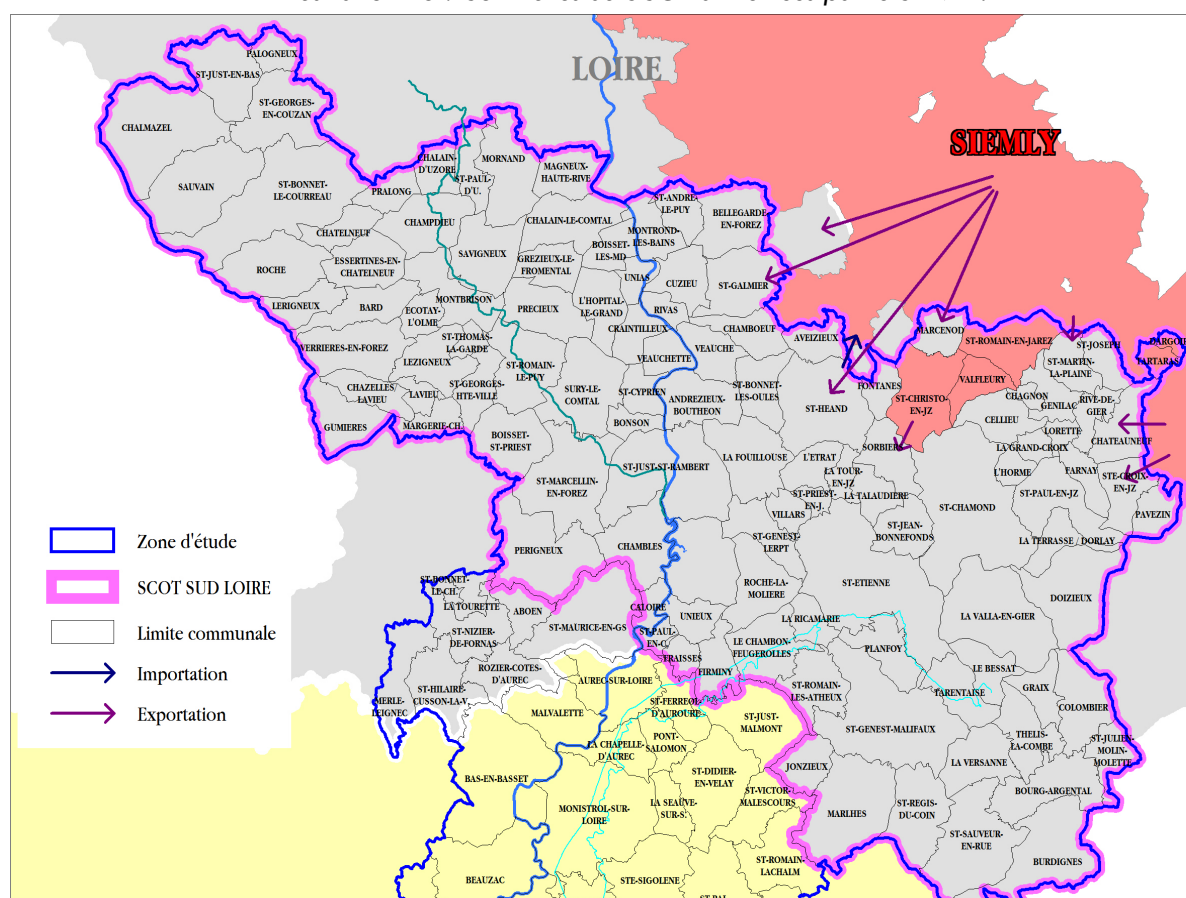 LOIRE
SIEMLY
PALOGNEUX
ST-JUST-EN-BAS
ST-GEORGES-
EN-COUZAN
CHALMAZEL
SAUVAIN
ST-BONNET-
LE-COURREAU
PRALONG
CHALAIN-
D'UZORE
MORNAND
ST-PAUL-
D'U.
MAGNEUX-
HAUTE-RIVE
CHAMPDIEU
CHALAIN-LE-COMTAL
CHATELNEUF
ESSERTINES-EN-
CHATELNEUF
SAVIGNEUX
GREZIEUX-LE-
FROMENTAL
BOISSET-
LES-MD
ST-ANDRE-
LE-PUY
BELLEGARDE-
EN-FOREZ
MONTROND-
LES-BAINS
UNIAS
CUZIEU
ST-GALMIER
ROCHE
LERIGNEUX
BARD
ECOTAY-
L'OLME
MONTBRISON
PRECIEUX
L'HOPITAL-
LE-GRAND
RIVAS
CRAINTILLEUX
CHAMBOEUF
AVEIZIEUX
VERRIERES-EN-FOREZ
LEZIGNEUX
ST-THOMAS-
LA-GARDE
ST-ROMAIN-
LE-PUY
VEAUCHETTE
VEAUCHE
CHAZELLES
LAVIEU
LAVIEU
ST-GEORGES-
HTE-VILLE
SURY-LE-
COMTAL
ST-CYPRIEN
ANDREZIEUX-
BOUTHEON
ST-BONNET-
LES-OULES
ST-HEAND
FONTANES
MARCENOD
ST-ROMAIN-EN-JAREZ
ST-JOSEPH
DARGOIRE
TARTARAS
ST-MARTIN-
LA-PLAINE
VALFLEURY
ST-CHRISTO-
EN-JZ
CHAGNON
GENILAC
RIVE-DE-
GIER
CELLIEU
LORETTE
CHATEAUNEUF
GUMIERES
MARGERIE-CH.
BOISSET-
ST-PRIEST
BONSON
ST-JUST-ST-RAMBERT
LA FOUILLOUSE
L'ETRAT
SORBIERS
LA TOUR-
EN-JZ
LA TALAUDIERE
LA GRAND-CROIX
L'HORME
FARNAY
STE-CROIX-
EN-JZ
ST-MARCELLIN-
EN-FOREZ
ST-PRIEST-
EN-J.
VILLARS
ST-PAUL-EN-JZ
ST-CHAMOND
PAVEZIN
ST-JEAN-
BONNEFONDS
LA TERRASSE
DORLAY
PERIGNEUX
CHAMBLES
ST-GENEST-
LERPT
ROCHE-LA-
MOLIERE
ST-ETIENNE
DOIZIEUX
ST-BONNET-
LE-CH.
LA TOURETTE
ABOEN
ST-NIZIER-
DE-FORNAS
ST-MAURICE-EN-GS
CALOIRE
ST-PAUL-
EN-C.
UNIEUX
LA RICAMARIE
LE CHAMBON-
FEUGEROLLES
LA VALLA-EN-GIER
PLANFOY
FRAISSES
FIRMINY
ROZIER-COTES-
D'AUREC
ST-HILAIRE-
CUSSON-LA-V.
MERLE-
LEIGNEC
AUREC-SUR-LOIRE
MALVALETTE
ST-FERREOL-
D'AUROURE
ST-ROMAIN-
LES-ATHEUX
LE BESSAT
TARENTAISE
GRAIX
COLOMBIER
ST-JUST-
MALMONT
ST-GENEST-MALIFAUX
THELIS-
LA-COMBE
ST-JULIEN-
MOLIN-
MOLETTE
LA CHAPELLE-
D'AUREC
PONT-
SALOMON
ST-DIDIER-
EN-VELAY
JONZIEUX
LA VERSANNE
BOURG-ARGENTAL
BAS-EN-BASSET
MONISTROL-SUR-
LOIRE
LA SEAUVE-
SUR-S.
ST-VICTOR-
MALESCOURS
MARLHES
ST-REGIS-
DU-COIN
ST-SAUVEUR-
EN-RUE
BURDIGNES
BEAUZAC
STE-SIGOLENE
ST-ROMAIN-
LACHALM
ST-PAL-
Zone d'étude
SCOT SUD LOIRE
Limite communale
Importation
Exportation